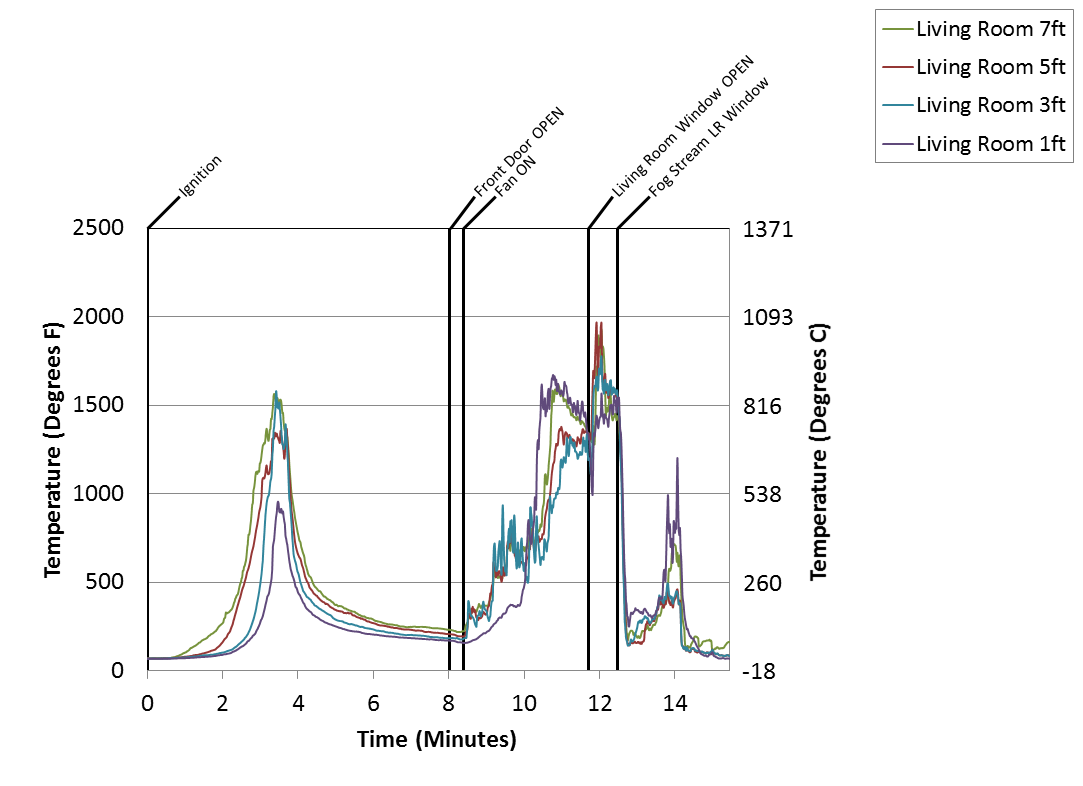 Living Room 7ft
Living Room 5ft
Living Room 3ft
Living Room 1ft
Ignition
Front Door OPEN
Fan ON
Living Room Window OPEN
Fog Stream LR Window
2500
2000
1500
1000
500
0
Temperature (Degrees F)
1371
1093
816
538
260
-18
Temperature (Degrees C)
0 2 4 6 8 10 12 14
Time (Minutes)